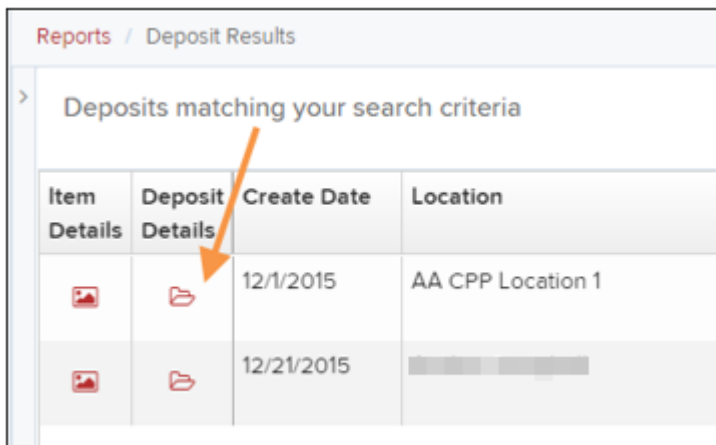 Reports / Deposit Results
>
Deposits matching your search criteria
Item Details Deposit Details Create Date Location
12/1/2015 AA CPP Location 1
12/21/2015